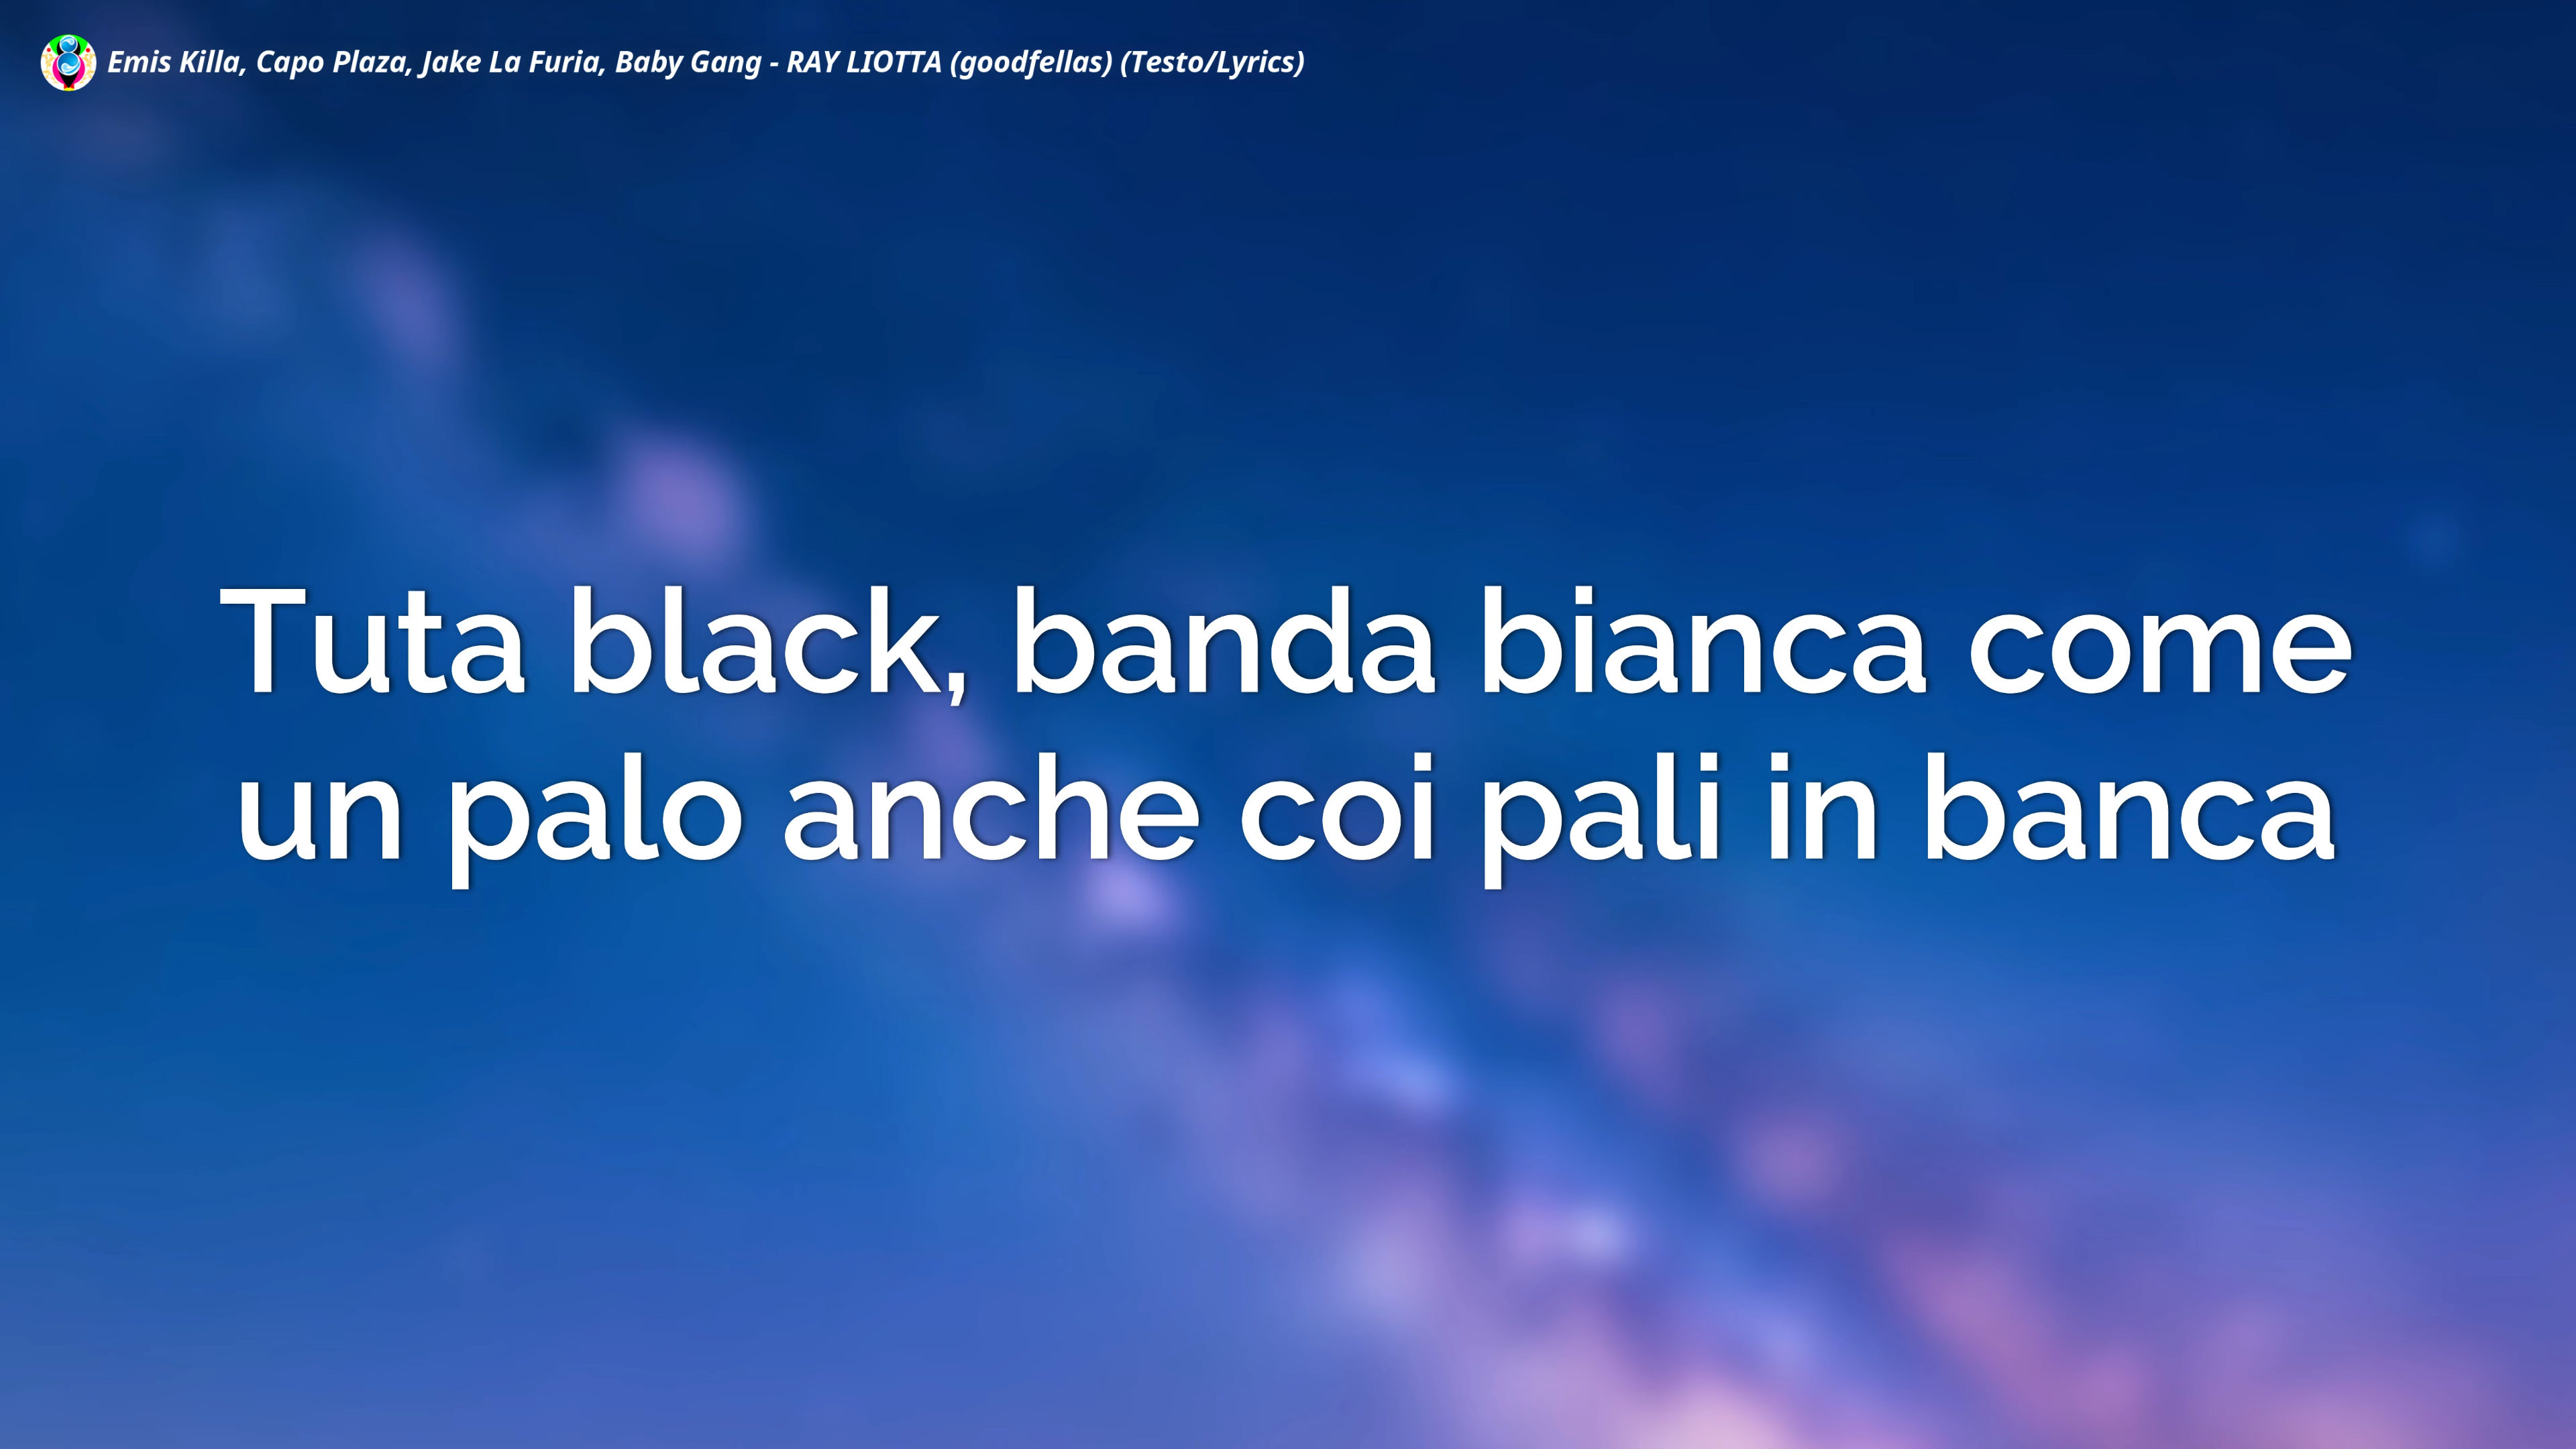 Emis Killa, Capo Plaza, Jake La Furia, Baby Gang - RAY LIOTTA (goodfellas) (Testo/Lyrics)
Tuta black, banda bianca come
un palo anche coi pali in banca